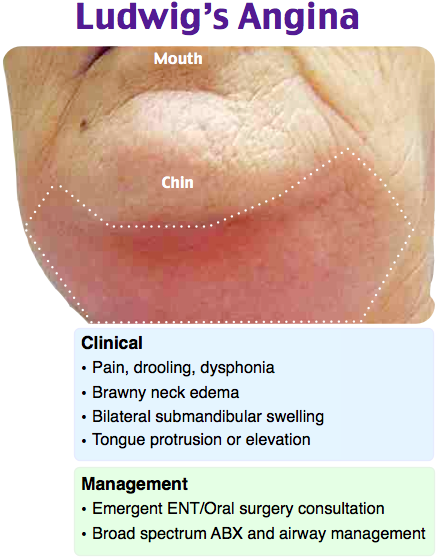 Ludwig's Angina
Mouth
Chin
Clinical
• Pain, drooling, dysphonia
• Brawny neck edema
• Bilateral submandibular swelling
• Tongue protrusion or elevation
Management
• Emergent ENT/Oral surgery consultation
• Broad spectrum ABX and airway management